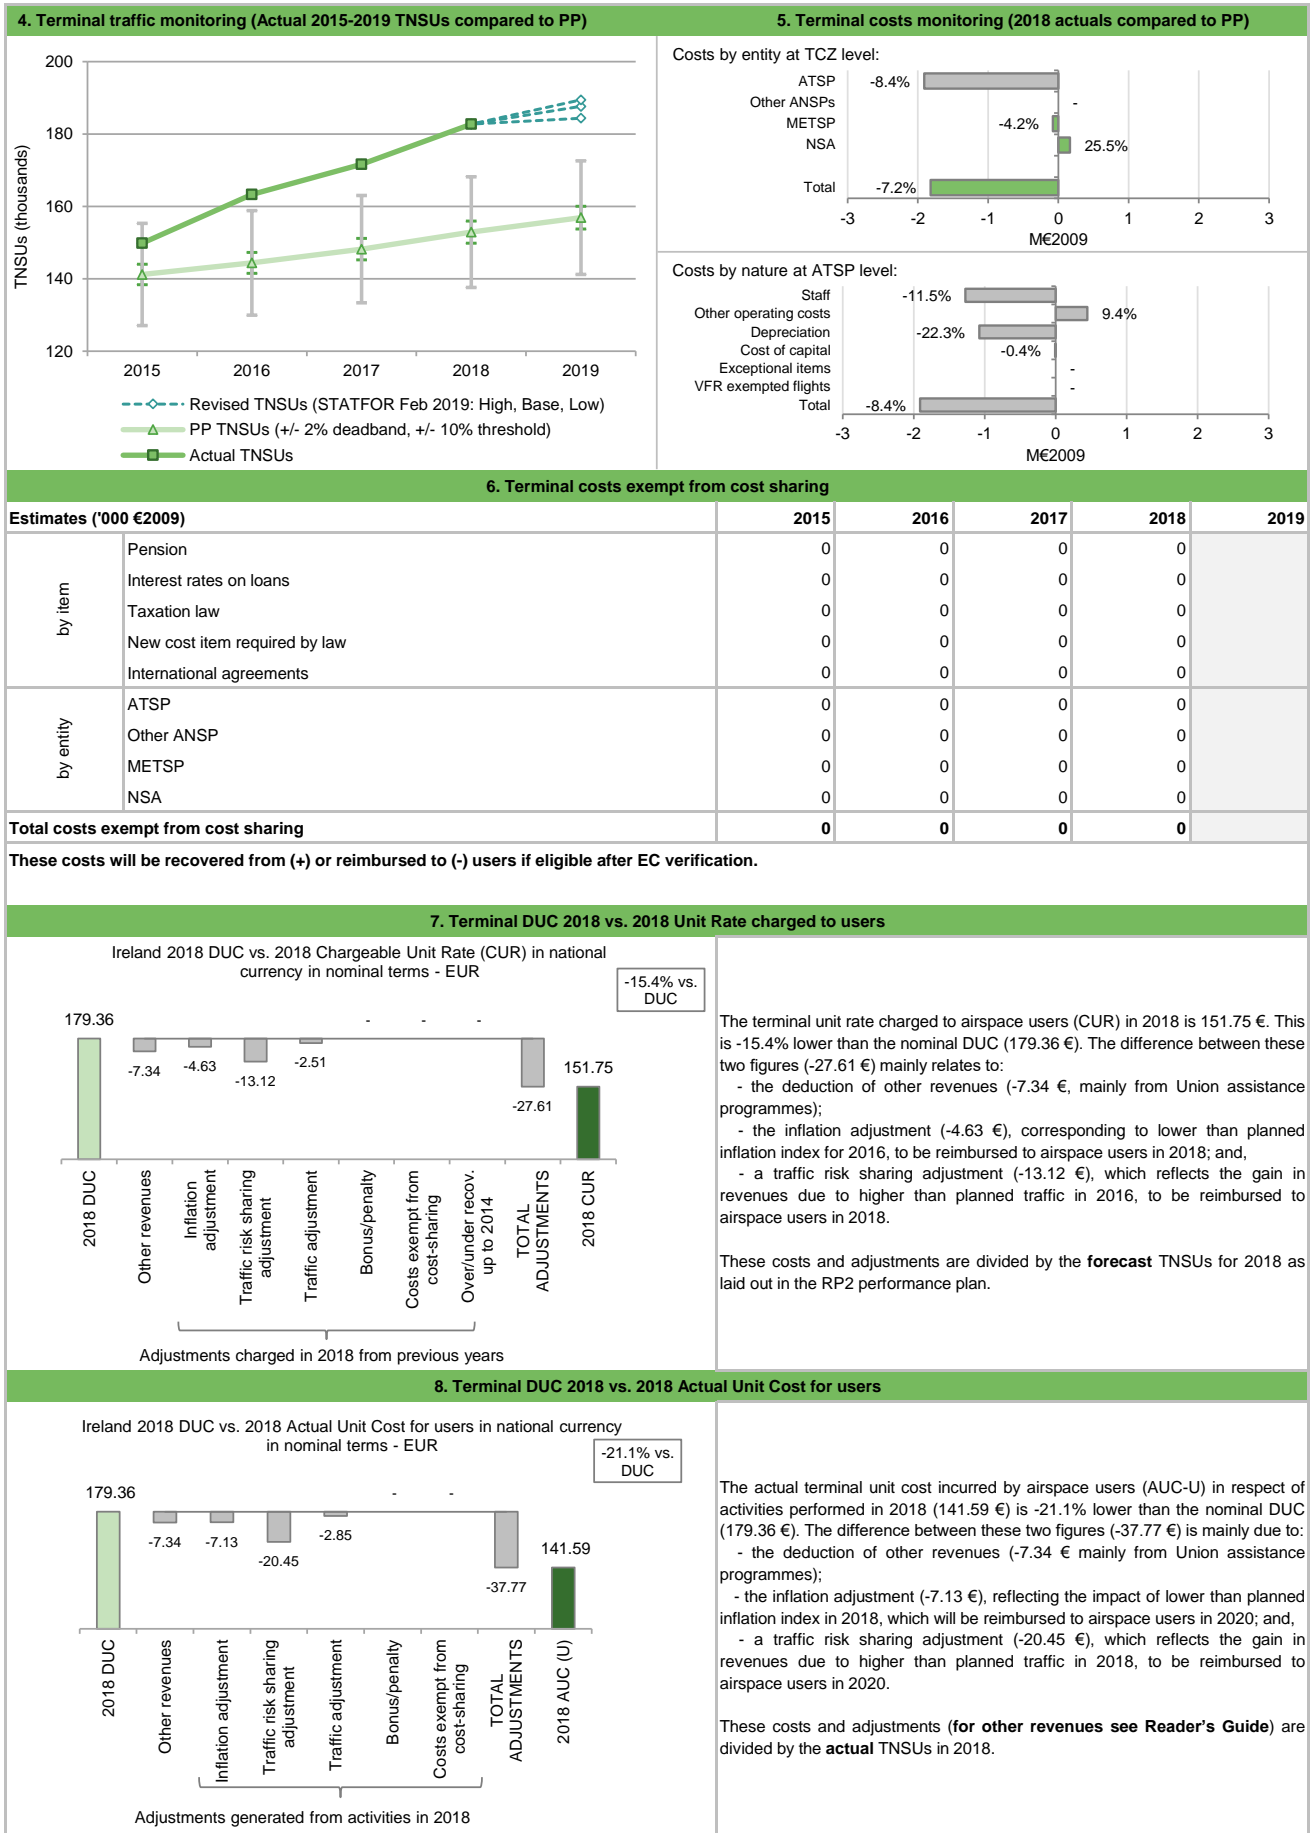 4. Terminal traffic monitoring (Actual 2015-2019 TNSUs compared to PP)
200
180
160
140
120
TNSUs (thousands)
2015 2016 2017 2018 2019
Revised TNSUs (STATFOR Feb 2019: High, Base, Low)
PP TNSUs (+/- 2% deadband, +/- 10% threshold)
Actual TNSUs
5. Terminal costs monitoring (2018 actuals compared to PP)
Costs by entity at TCZ level:
ATSP -8.4%
Other ANSPs -
METSP -4.2%
NSA 25.5%
Total -7.2%
-3 -2 -1 0 1 2 3
M€2009
Costs by nature at ATSP level:
Staff -11.5%
Other operating costs 9.4%
Depreciation -22.3%
Cost of capital -0.4%
Exceptional items -
VFR exempted flights -
Total -8.4%
-3 -2 -1 0 1 2 3
M€2009
6. Terminal costs exempt from cost sharing
Estimates ('000 €2009) 2015 2016 2017 2018 2019
by item
Pension 0 0 0 0
Interest rates on loans 0 0 0 0
Taxation law 0 0 0 0
New cost item required by law 0 0 0 0
International agreements 0 0 0 0
by entity
ATSP 0 0 0 0
Other ANSP 0 0 0 0
METSP 0 0 0 0
NSA 0 0 0 0
Total costs exempt from cost sharing 0 0 0 0
These costs will be recovered from (+) or reimbursed to (-) users if eligible after EC verification.
7. Terminal DUC 2018 vs. 2018 Unit Rate charged to users
Ireland 2018 DUC vs. 2018 Chargeable Unit Rate (CUR) in national
currency in nominal terms - EUR
-15.4% vs.
DUC
179.36
-7.34
-4.63
-13.12
-2.51
-
-
-
-27.61
151.75
2018 DUC
Other revenues
Inflation
adjustment
Traffic risk sharing
adjustment
Traffic adjustment
Bonus/penalty
Costs exempt from
cost-sharing
Over/under recov.
up to 2014
TOTAL
ADJUSTMENTS
2018 CUR
Adjustments charged in 2018 from previous years
The terminal unit rate charged to airspace users (CUR) in 2018 is 151.75 €. This
is -15.4% lower than the nominal DUC (179.36 €). The difference between these
two figures (-27.61 €) mainly relates to:
- the deduction of other revenues (-7.34 €, mainly from Union assistance
programmes);
- the inflation adjustment (-4.63 €), corresponding to lower than planned
inflation index for 2016, to be reimbursed to airspace users in 2018; and,
- a traffic risk sharing adjustment (-13.12 €), which reflects the gain in
revenues due to higher than planned traffic in 2016, to be reimbursed to
airspace users in 2018.
These costs and adjustments are divided by the forecast TNSUs for 2018 as
laid out in the RP2 performance plan.
8. Terminal DUC 2018 vs. 2018 Actual Unit Cost for users
Ireland 2018 DUC vs. 2018 Actual Unit Cost for users in national currency
in nominal terms - EUR
-21.1% vs.
DUC
179.36
-7.34
-7.13
-20.45
-2.85
-
-
-37.77
141.59
2018 DUC
Other revenues
Inflation adjustment
Traffic risk sharing
adjustment
Traffic adjustment
Bonus/penalty
Costs exempt from
cost-sharing
TOTAL
ADJUSTMENTS
2018 AUC (U)
Adjustments generated from activities in 2018
The actual terminal unit cost incurred by airspace users (AUC-U) in respect of
activities performed in 2018 (141.59 €) is -21.1% lower than the nominal DUC
(179.36 €). The difference between these two figures (-37.77 €) is mainly due to:
- the deduction of other revenues (-7.34 € mainly from Union assistance
programmes);
- the inflation adjustment (-7.13 €), reflecting the impact of lower than planned
inflation index in 2018, which will be reimbursed to airspace users in 2020; and,
- a traffic risk sharing adjustment (-20.45 €), which reflects the gain in
revenues due to higher than planned traffic in 2018, to be reimbursed to
airspace users in 2020.
These costs and adjustments (for other revenues see Reader's Guide) are
divided by the actual TNSUs in 2018.